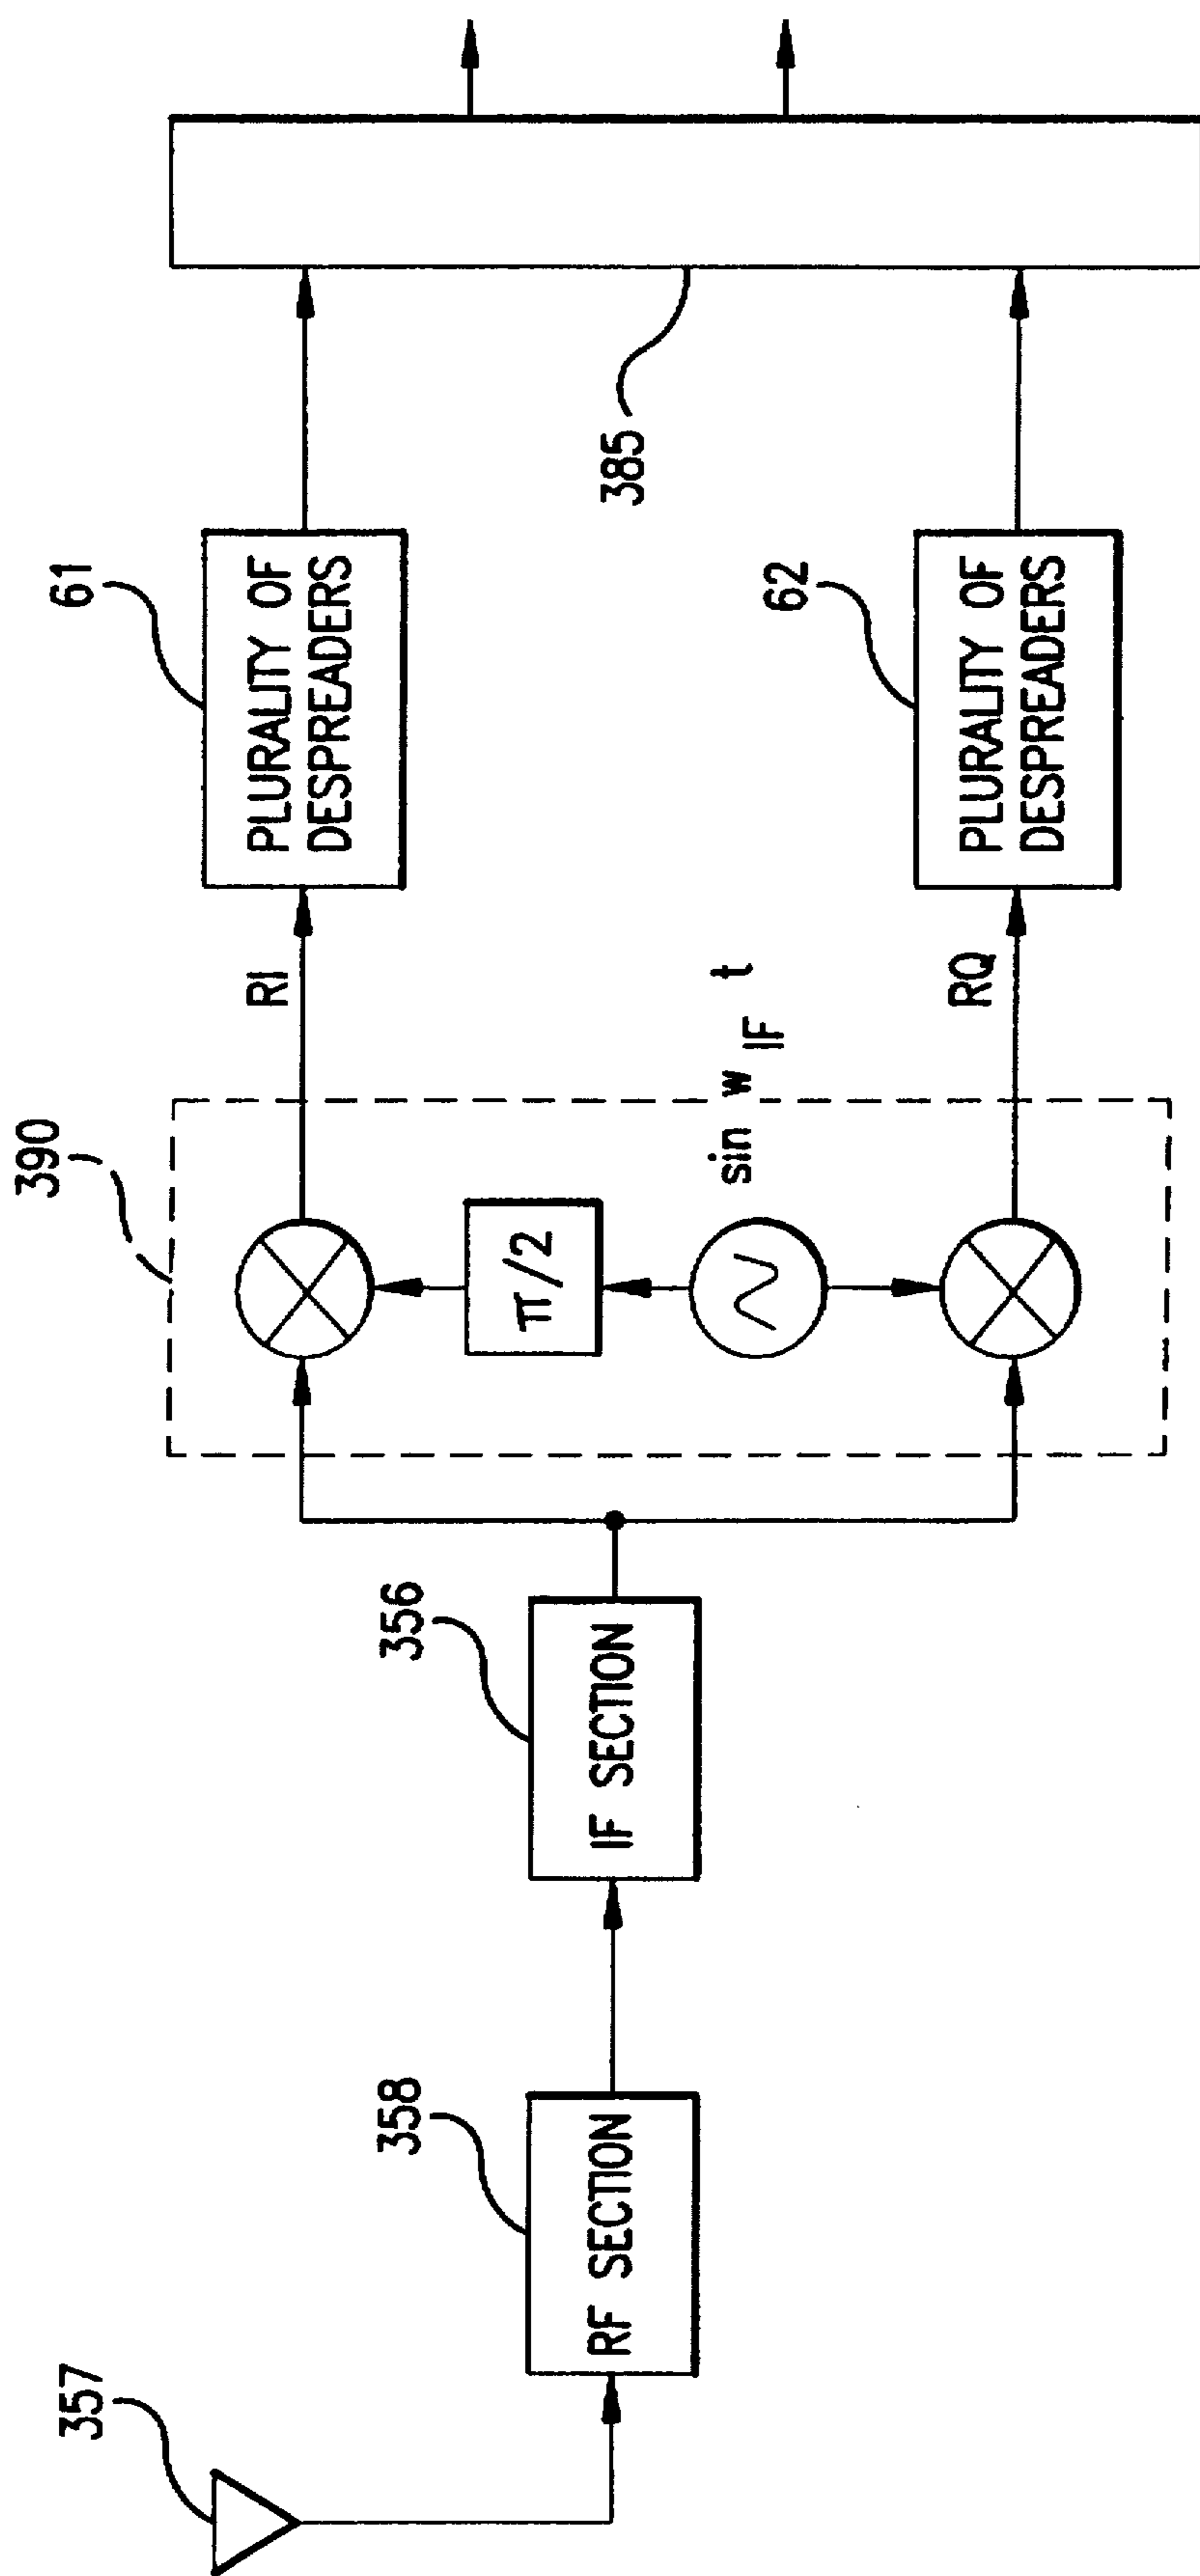 357
358
RF SECTION
356
IF SECTION
390
π/2
sin w IF t
RI
RQ
61
PLURALITY OF
DESPREADERS
62
PLURALITY OF
DESPREADERS
385